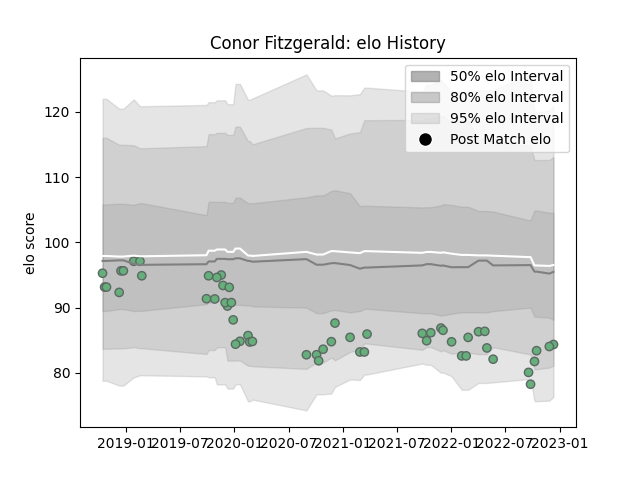 Conor Fitzgerald: elo History
elo score
120
110
100
90
80
50% elo Interval
80% elo Interval
95% elo Interval
Post Match elo
2019-01 2019-07 2020-01 2020-07 2021-01 2021-07 2022-01 2022-07 2023-01